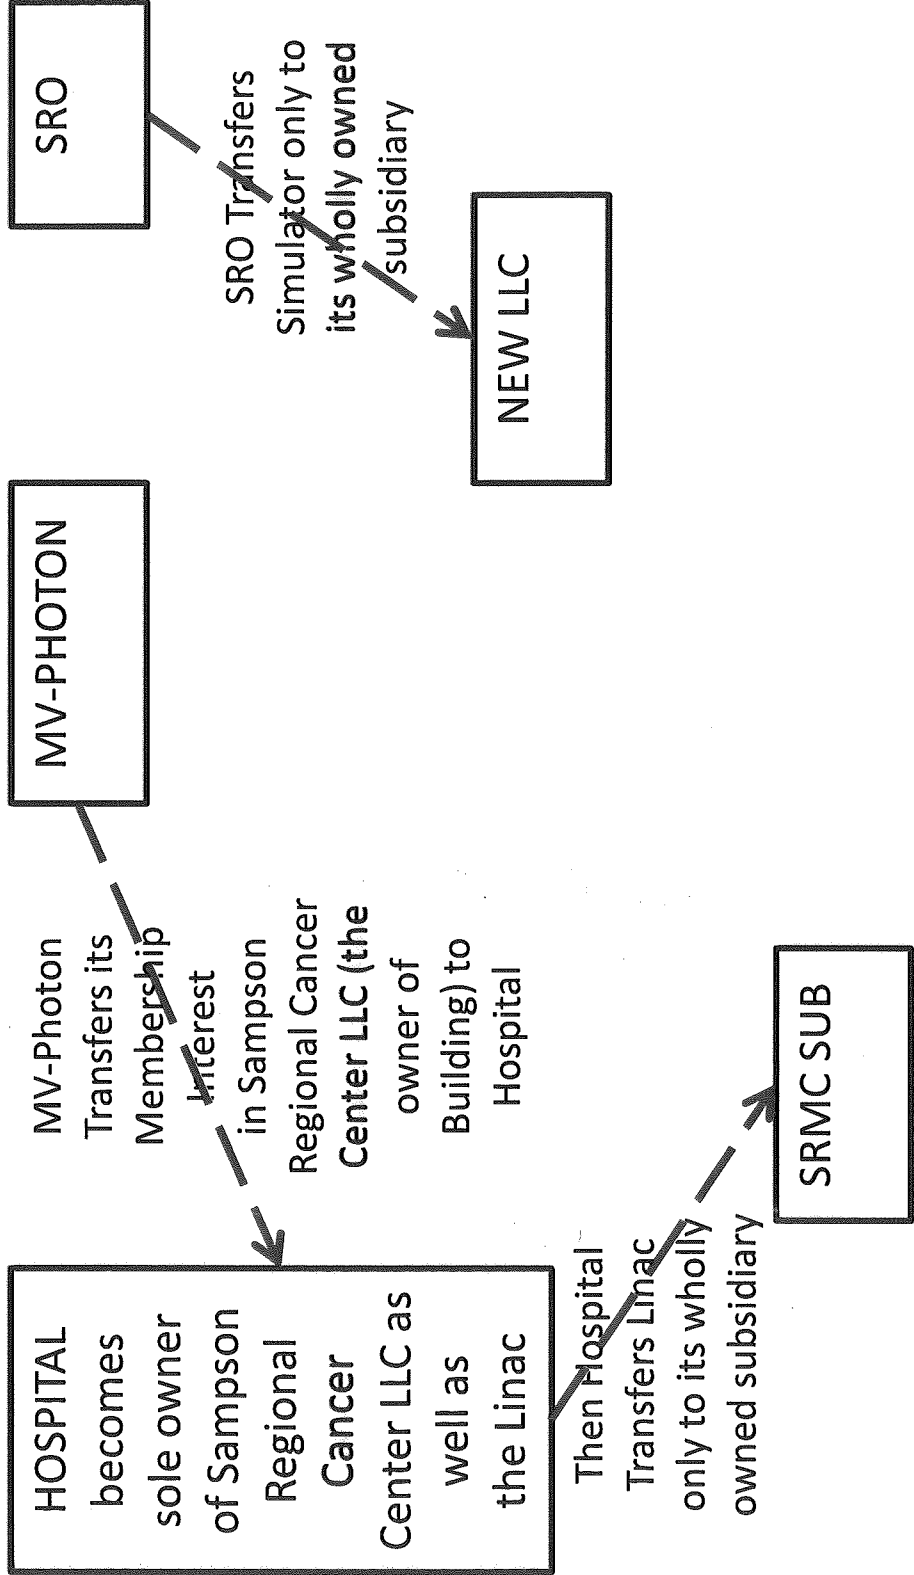 HOSPITAL
becomes
sole owner
of Sampson
Regional
Cancer
Center LLC as
well as
the Linac
MV-Photon
Transfers its
Membership
Interest
in Sampson
Regional Cancer
Center LLC (the
owner of
Building) to
Hospital
MV-PHOTON
SRO
SRO Transfers
Simulator only to
its wholly owned
subsidiary
NEW LLC
Then Hospital
Transfers Linac
only to its wholly
owned subsidiary
SRMC SUB